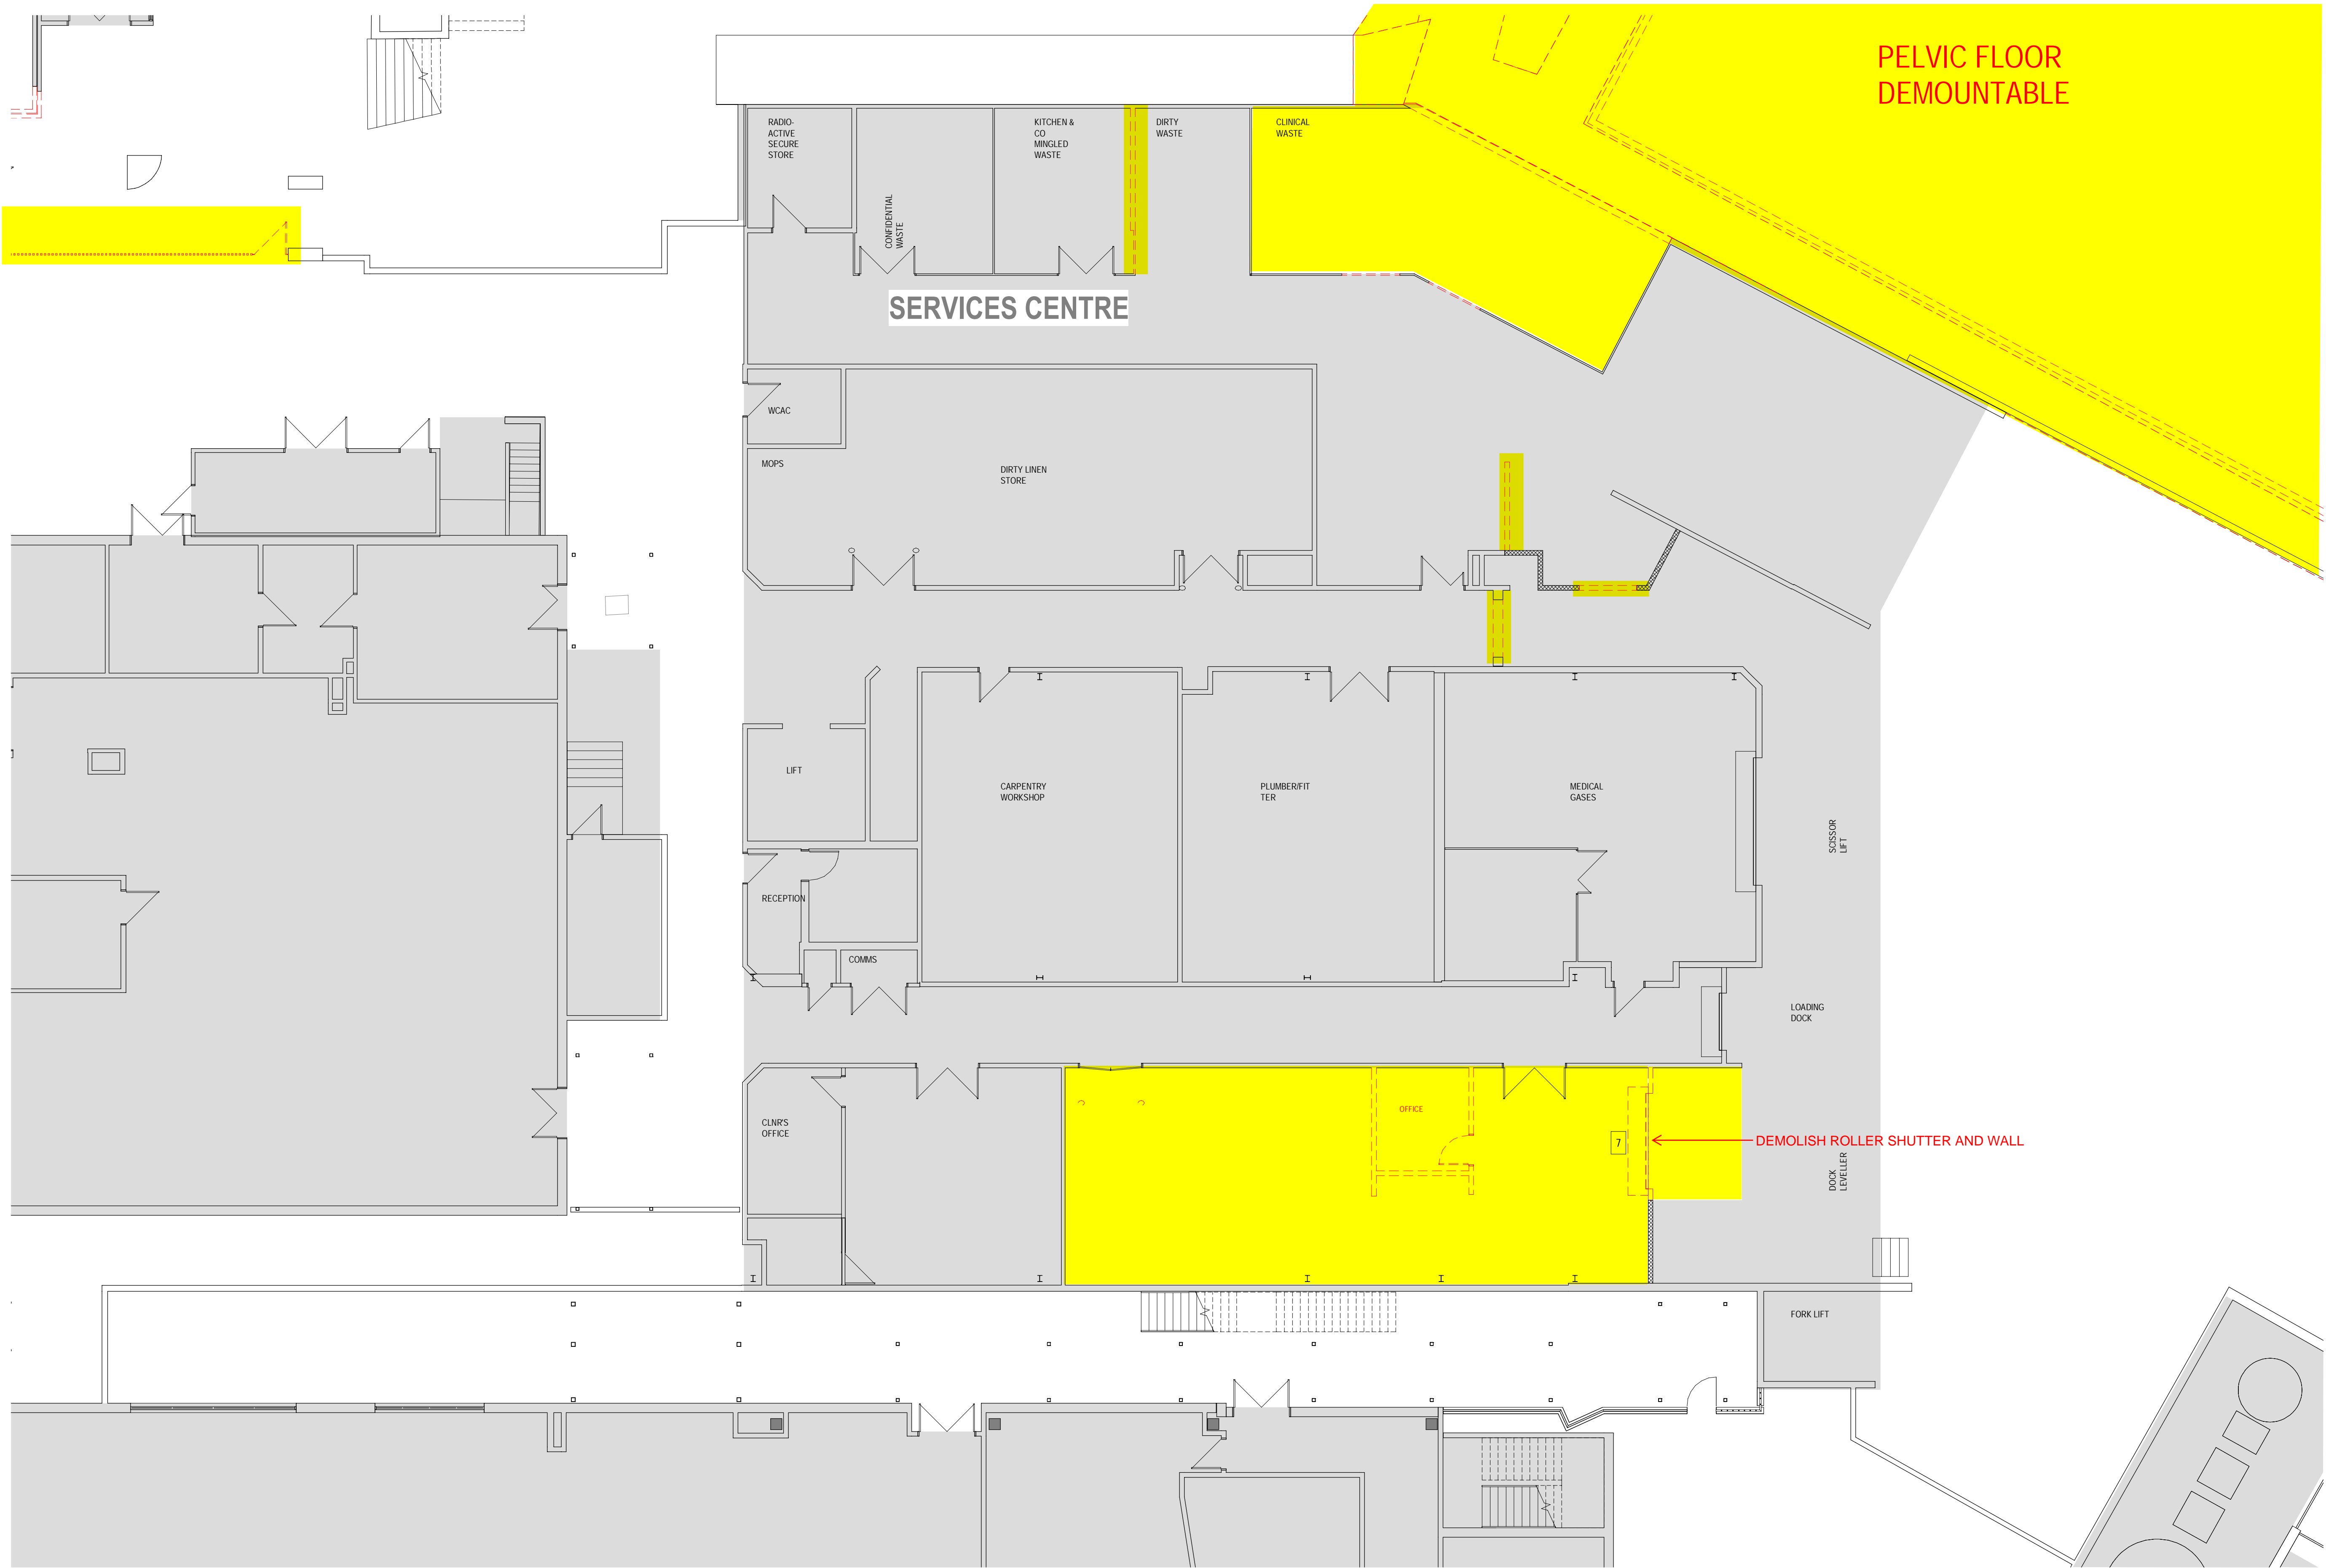 PELVIC FLOOR
DEMOUNTABLE
RADIO-
ACTIVE
SECURE
STORE
CONFIDENTIAL
WASTE
KITCHEN &
CO
MINGLED
WASTE
DIRTY
WASTE
CLINICAL
WASTE
SERVICES CENTRE
WCAC
MOPS
DIRTY LINEN
STORE
LIFT
CARPENTRY
WORKSHOP
PLUMBER/FIT
TER
MEDICAL
GASES
SCISSOR
LIFT
RECEPTION
COMMS
LOADING
DOCK
CLNR'S
OFFICE
OFFICE
7
DEMOLISH ROLLER SHUTTER AND WALL
DOCK
LEVELLER
FORK LIFT